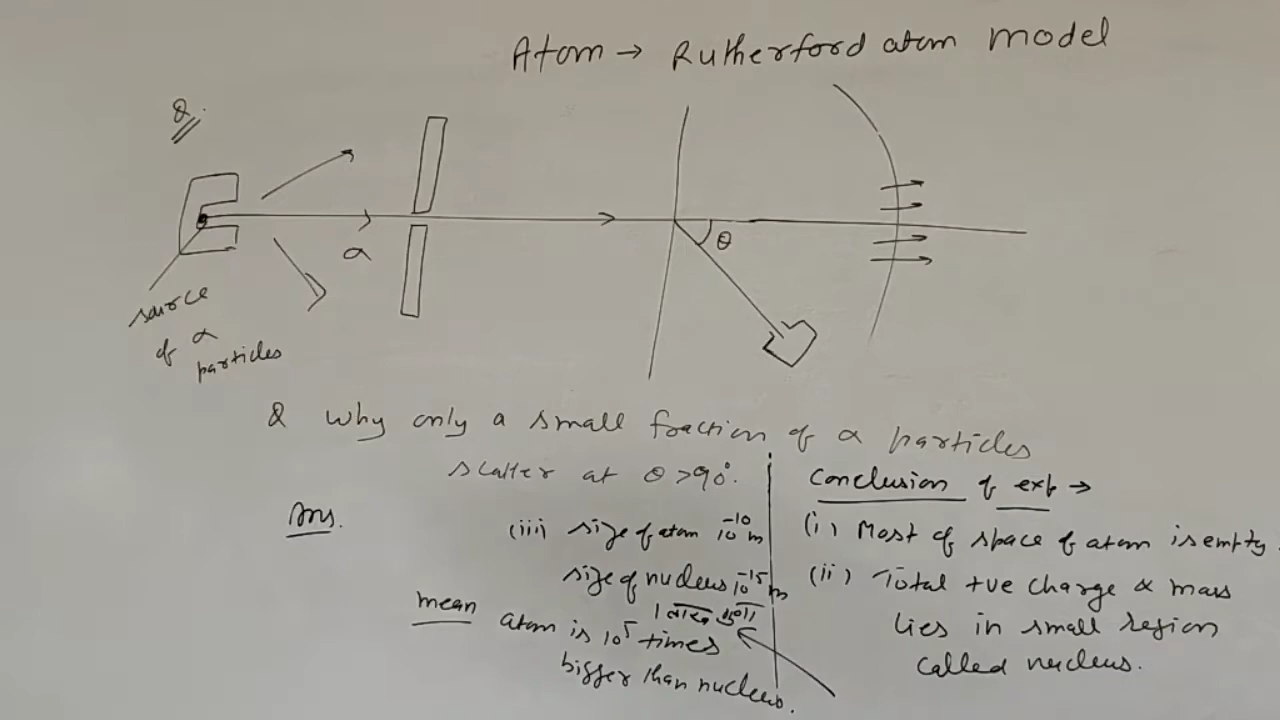 Atom → Rutherford atom model
Q.
α
θ
source
of α
particles
Q Why only a small fraction of α particles
scatter at θ > 90°.
Ans.
(iii) size of atom 10⁻¹⁰ m
size of nucleus 10⁻¹⁵ m
mean atom is 10⁵ times
bigger than nucleus.
Conclusion of exp →
(i) Most of space of atom is empty.
(ii) Total +ve charge & mass
lies in small region
called nucleus.